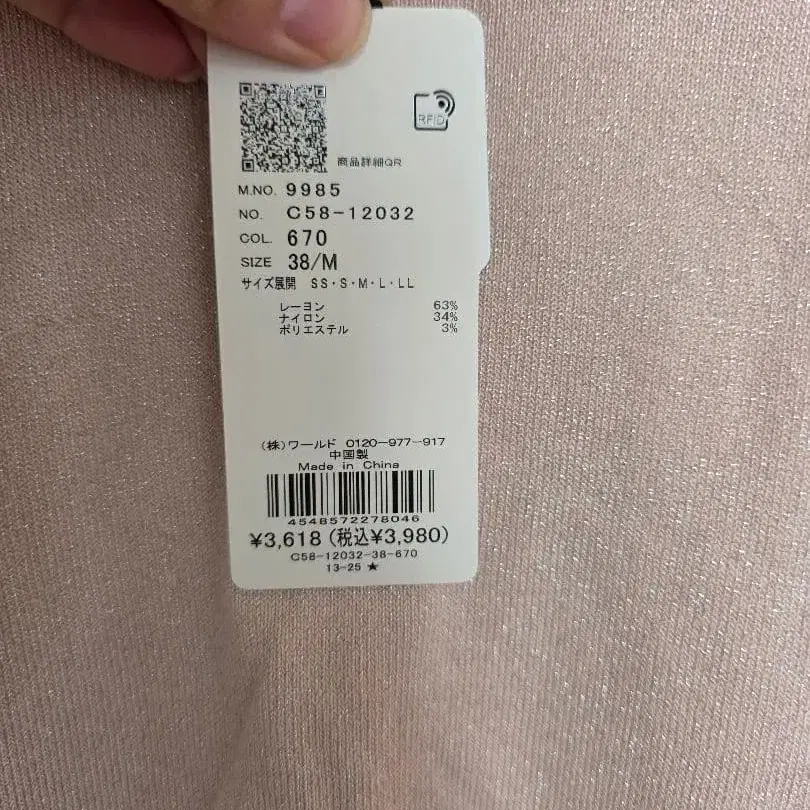 RFID
商品詳細QR
M.NO. 9985
NO. C58-12032
COL. 670
SIZE 38/M
サイズ展開 SS・S・M・L・LL
レーヨン 63%
ナイロン 34%
ポリエステル 3%
(株)ワールド 0120-977-917
中国製
Made in China
4548572278046
¥3,618(税込¥3,980)
C58-12032-38-670
13-25 ★